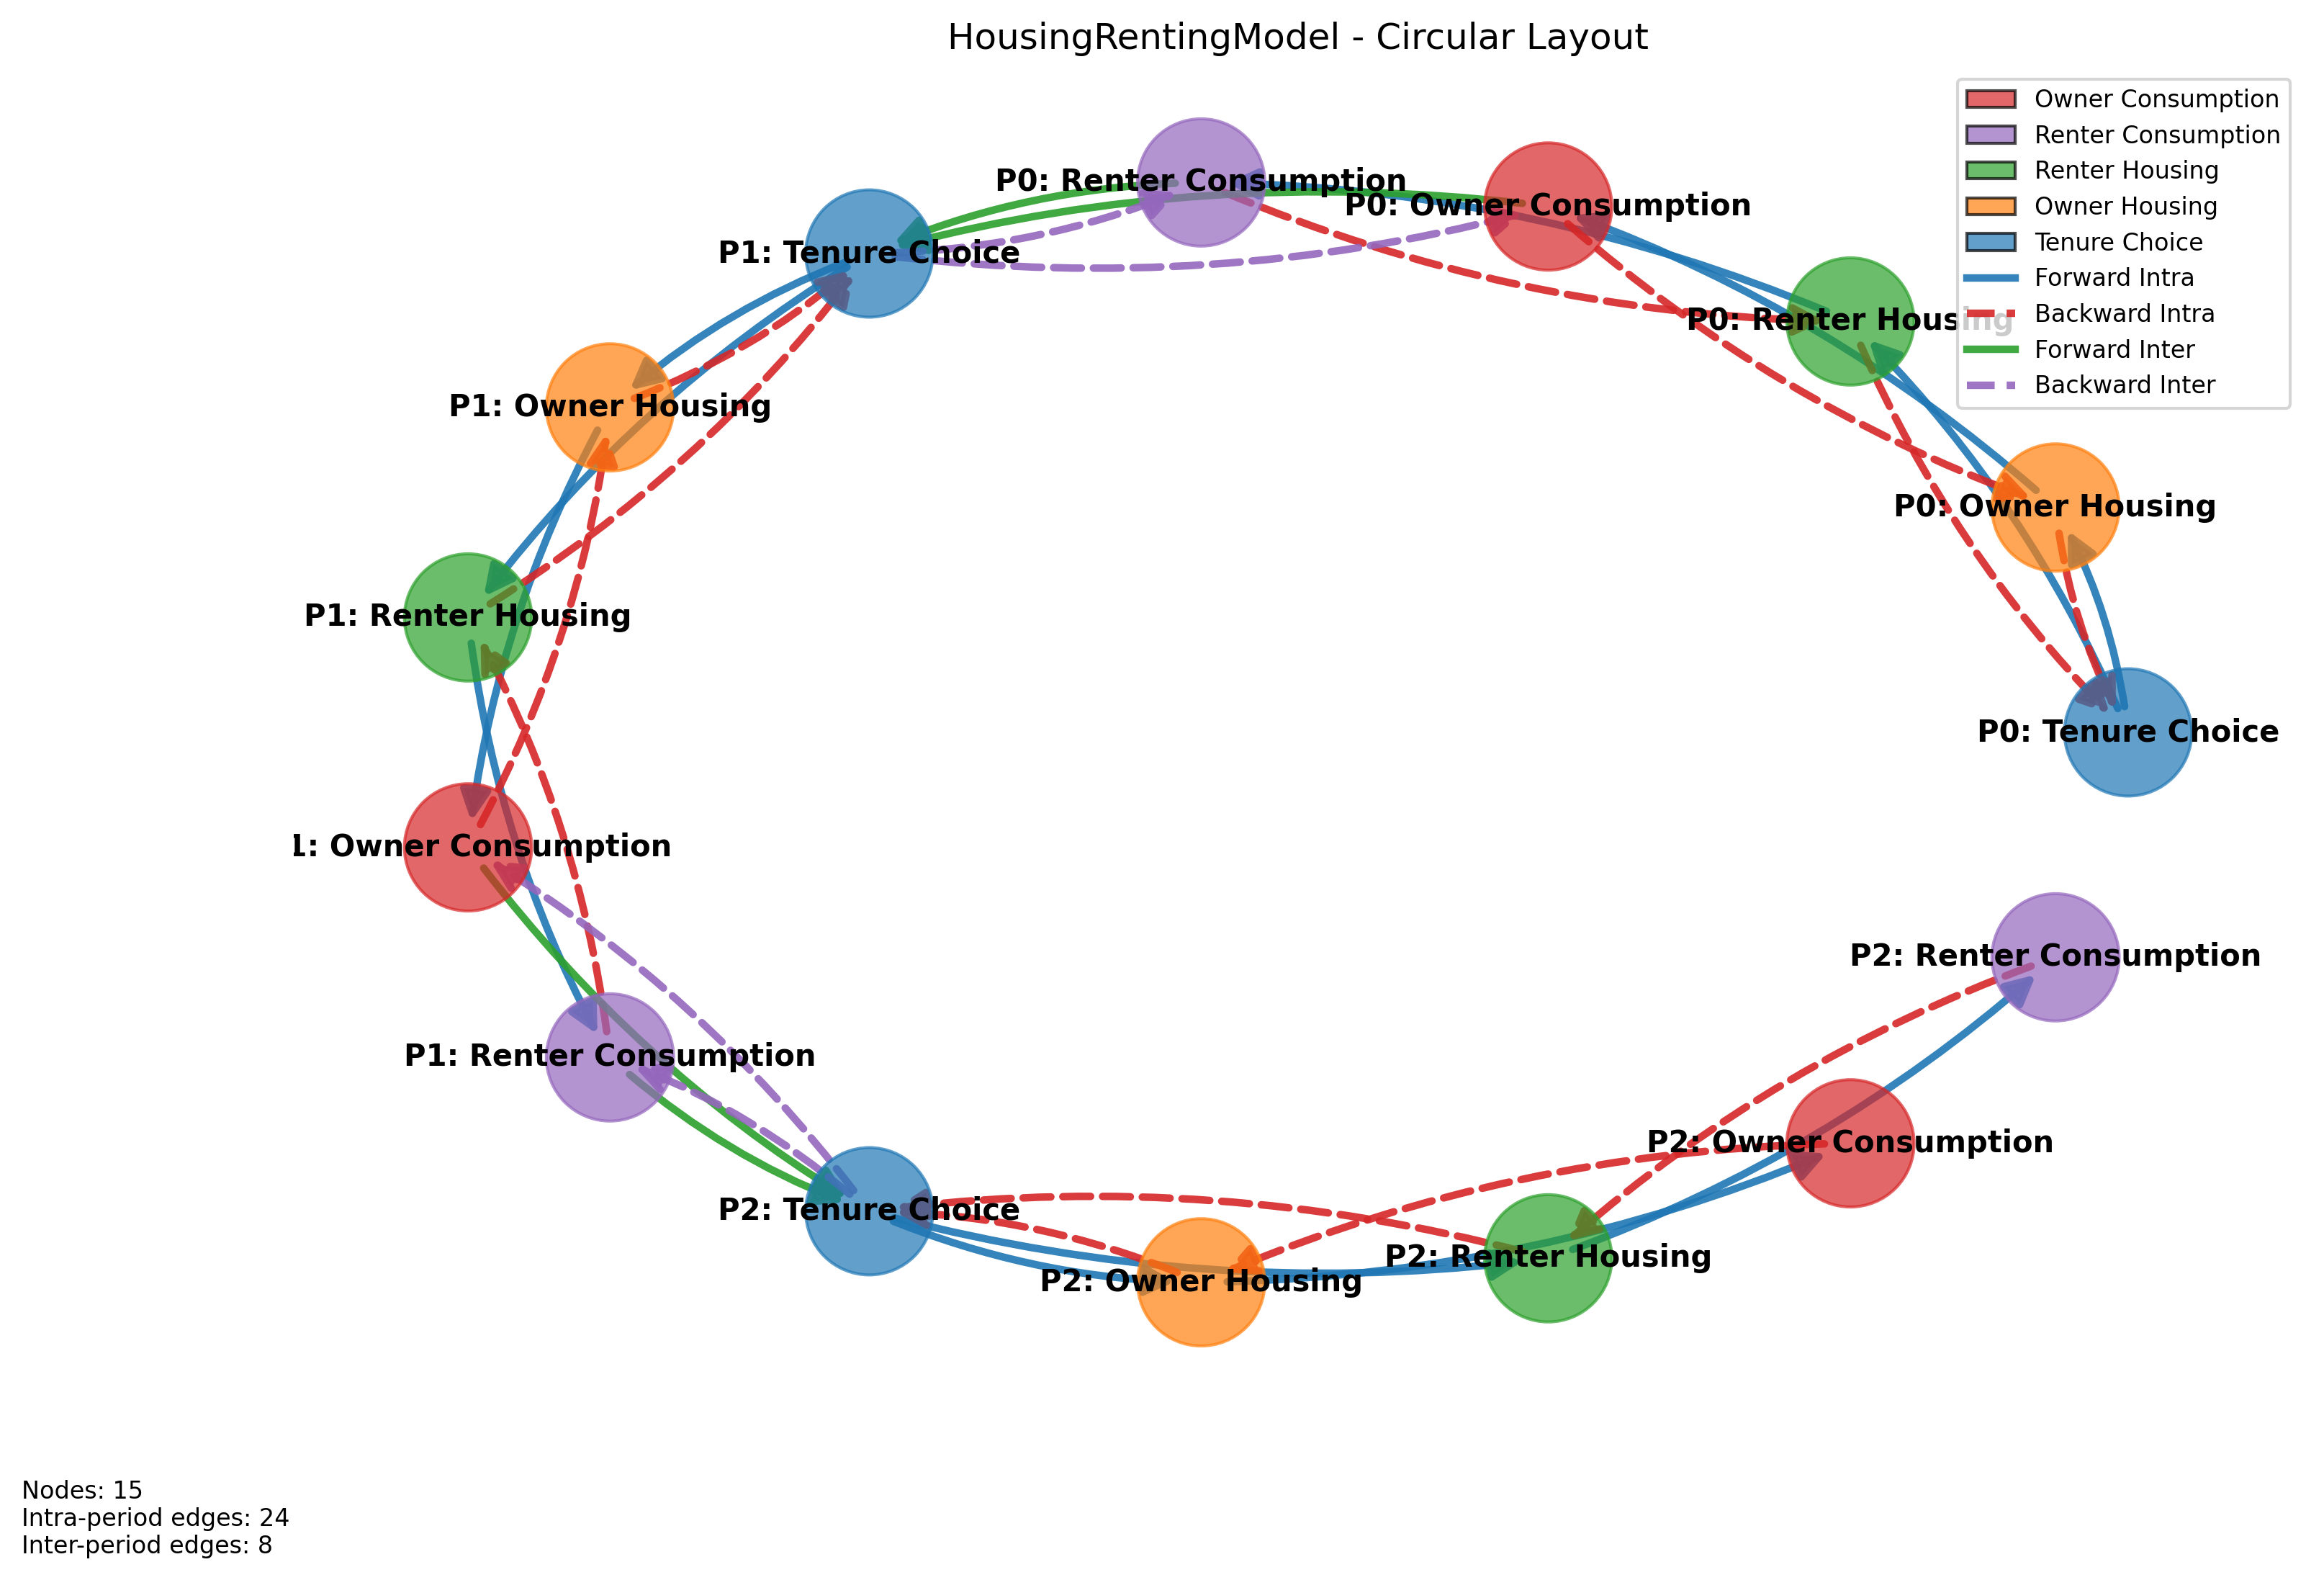 HousingRentingModel - Circular Layout
Owner Consumption
Renter Consumption
Renter Housing
Owner Housing
Tenure Choice
Forward Intra
Backward Intra
Forward Inter
Backward Inter
P0: Renter Consumption
P0: Owner Consumption
P1: Tenure Choice
P0: Renter Housing
P1: Owner Housing
P0: Owner Housing
P1: Renter Housing
P0: Tenure Choice
1: Owner Consumption
P2: Renter Consumption
P1: Renter Consumption
P2: Owner Consumption
P2: Tenure Choice
P2: Renter Housing
P2: Owner Housing
Nodes: 15
Intra-period edges: 24
Inter-period edges: 8